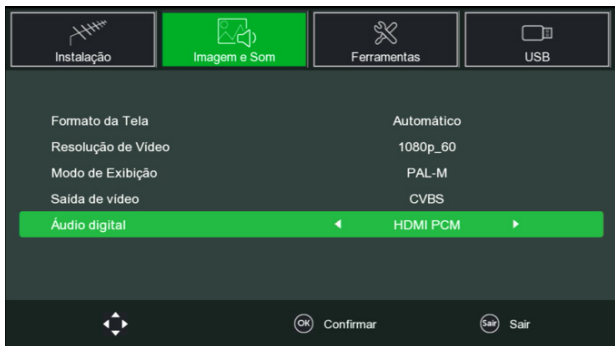 Instalação
Imagem e Som
Ferramentas
USB
Formato da Tela Automático
Resolução de Vídeo 1080p_60
Modo de Exibição PAL-M
Saída de vídeo CVBS
Áudio digital HDMI PCM
OK Confirmar Sair Sair